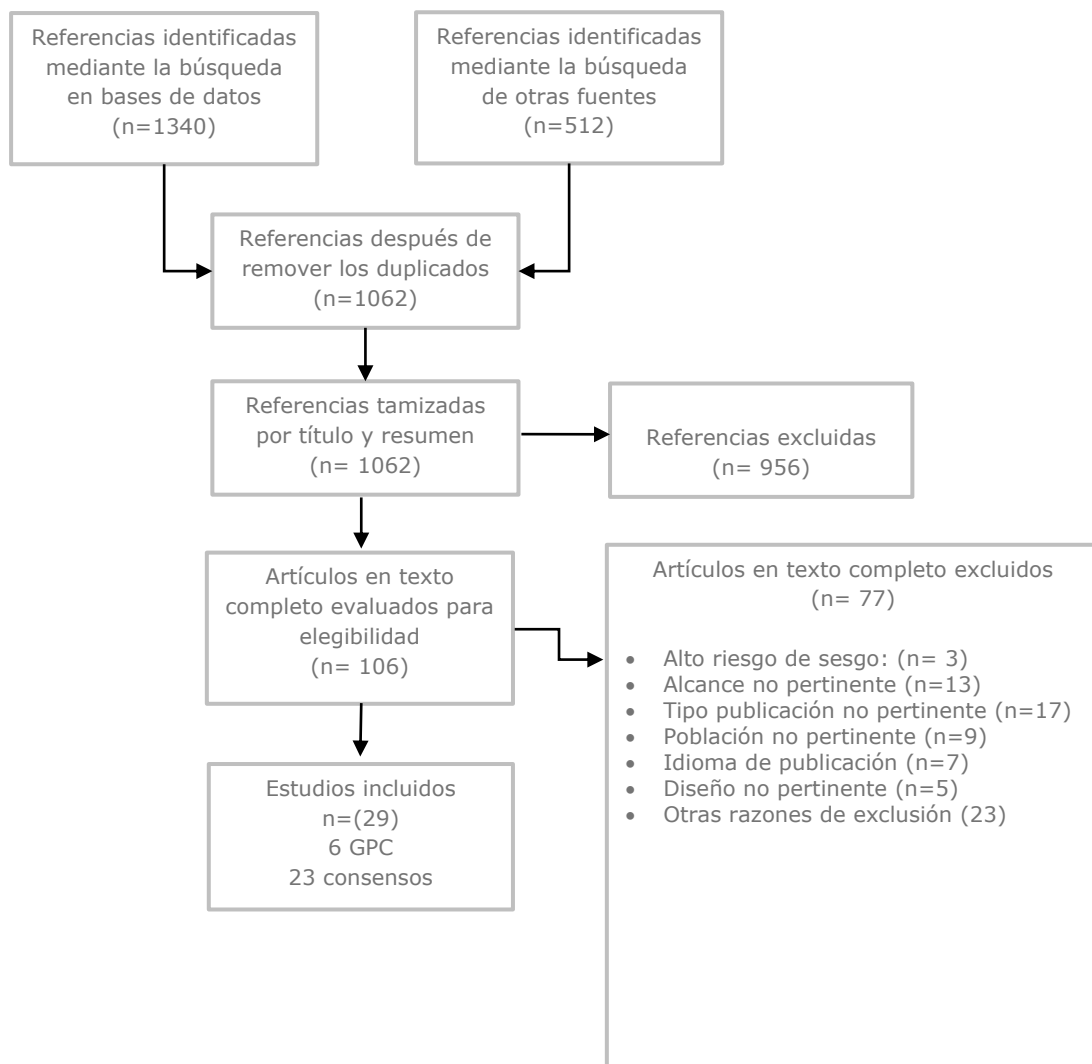 Referencias identificadas
mediante la búsqueda
en bases de datos
(n=1340)
Referencias identificadas
mediante la búsqueda
de otras fuentes
(n=512)
Referencias después de
remover los duplicados
(n=1062)
Referencias tamizadas
por título y resumen
(n= 1062)
Referencias excluidas
(n= 956)
Artículos en texto
completo evaluados para
elegibilidad
(n= 106)
Artículos en texto completo excluidos
(n= 77)
• Alto riesgo de sesgo: (n= 3)
• Alcance no pertinente (n=13)
• Tipo publicación no pertinente (n=17)
• Población no pertinente (n=9)
• Idioma de publicación (n=7)
• Diseño no pertinente (n=5)
• Otras razones de exclusión (23)
Estudios incluidos
n=(29)
6 GPC
23 consensos